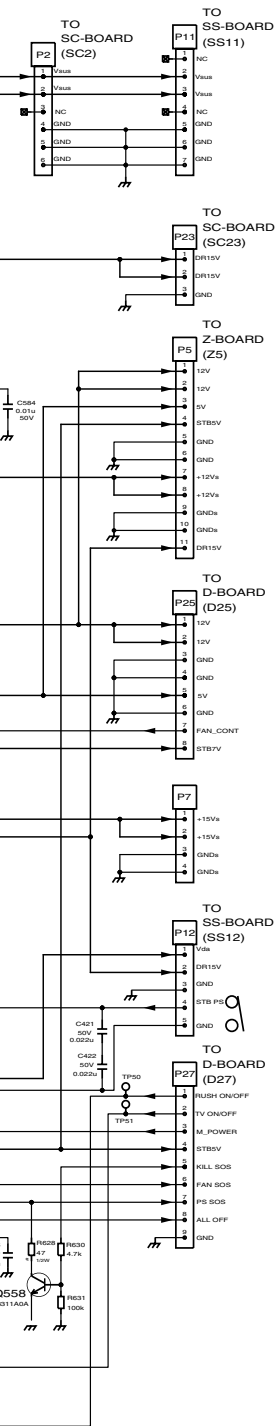 TO
SC-BOARD
(SC2)
P2
1 Vsus
2 Vsus
3 NC
4 GND
5 GND
6 GND
TO
SS-BOARD
(SS11)
P11
1 NC
2 Vsus
3 Vsus
4 NC
5 GND
6 GND
7 GND
TO
SC-BOARD
(SC23)
P23
1 DR15V
2 DR15V
3 GND
TO
Z-BOARD
(Z5)
P5
1 12V
2 12V
3 5V
4 STB5V
5 GND
6 GND
7 +12Vs
8 +12Vs
9 GNDs
10 GNDs
11 DR15V
C584
0.01u
50V
TO
D-BOARD
(D25)
P25
1 12V
2 12V
3 GND
4 GND
5 5V
6 GND
7 FAN_CONT
8 STB7V
P7
1 +15Vs
2 +15Vs
3 GNDs
4 GNDs
TO
SS-BOARD
(SS12)
P12
1 Vda
2 DR15V
3 GND
4 STB PS
5 GND
C421
50V
0.022u
C422
50V
0.022u
TP50
TP51
TO
D-BOARD
(D27)
P27
1 RUSH ON/OFF
2 TV ON/OFF
3 M_POWER
4 STB5V
5 KILL SOS
6 FAN SOS
7 PS SOS
8 ALL OFF
9 GND
R628
47
* 1/2W
R630
4.7k
R631
100k
Q558
311A0A